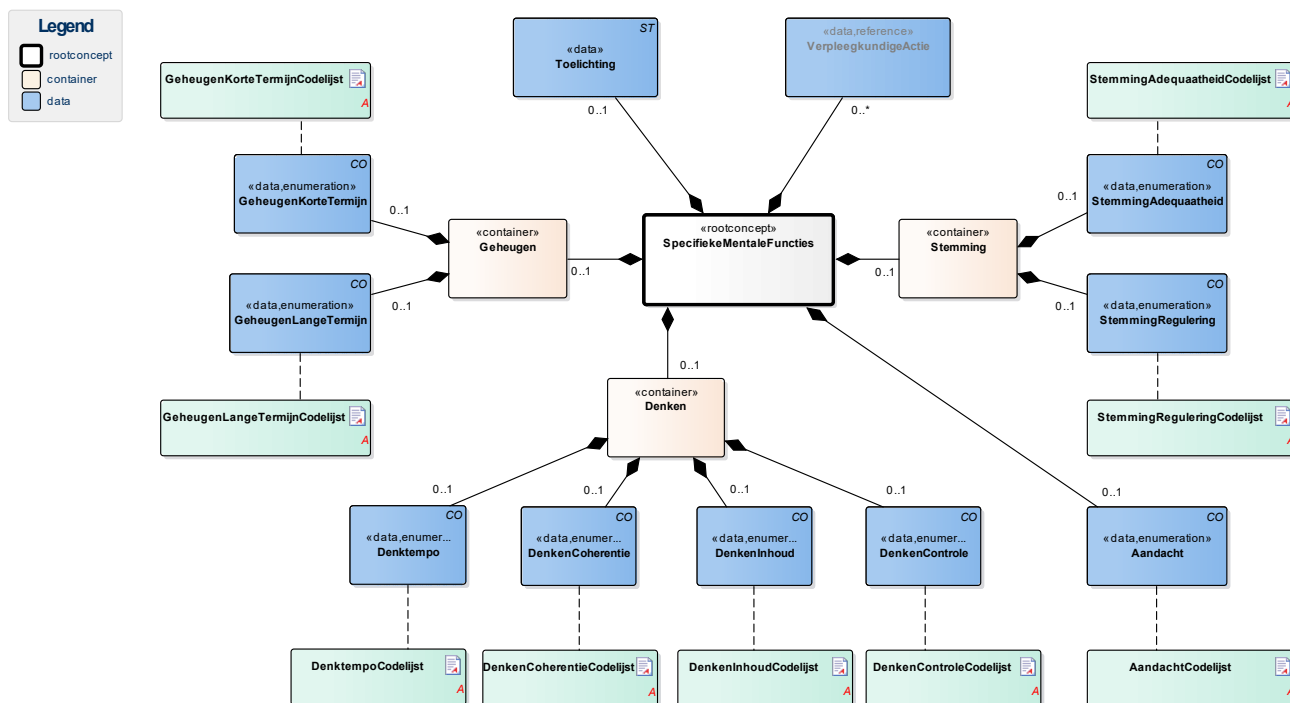 Legend
rootconcept
container
data
ST
«data»
Toelichting
0..1
«data,reference»
VerpleegkundigeActie
0..*
GeheugenKorteTermijnCodelijst
A
CO
«data,enumeration»
GeheugenKorteTermijn
0..1
«container»
Geheugen
0..1
CO
«data,enumeration»
GeheugenLangeTermijn
0..1
GeheugenLangeTermijnCodelijst
A
«rootconcept»
SpecifiekeMentaleFuncties
StemmingAdequaatheidCodelijst
A
CO
«data,enumeration»
StemmingAdequaatheid
0..1
«container»
Stemming
0..1
CO
«data,enumeration»
StemmingRegulering
0..1
StemmingReguleringCodelijst
A
0..1
«container»
Denken
0..1
CO
«data,enumer...
Denktempo
0..1
CO
«data,enumer...
DenkenCoherentie
0..1
CO
«data,enumer...
DenkenInhoud
0..1
CO
«data,enumer...
DenkenControle
0..1
CO
«data,enumeration»
Aandacht
DenktempoCodelijst
A
DenkenCoherentieCodelijst
A
DenkenInhoudCodelijst
A
DenkenControleCodelijst
A
AandachtCodelijst
A